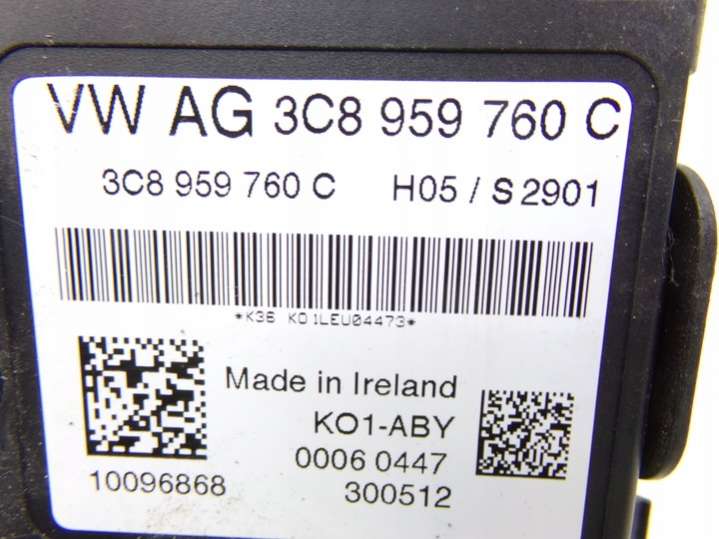 VW AG 3C8 959 760 C
3C8 959 760 C H05 / S 2901
*K36 K01LEU04473*
Made in Ireland
KO1-ABY
0006 0447
10096868 300512